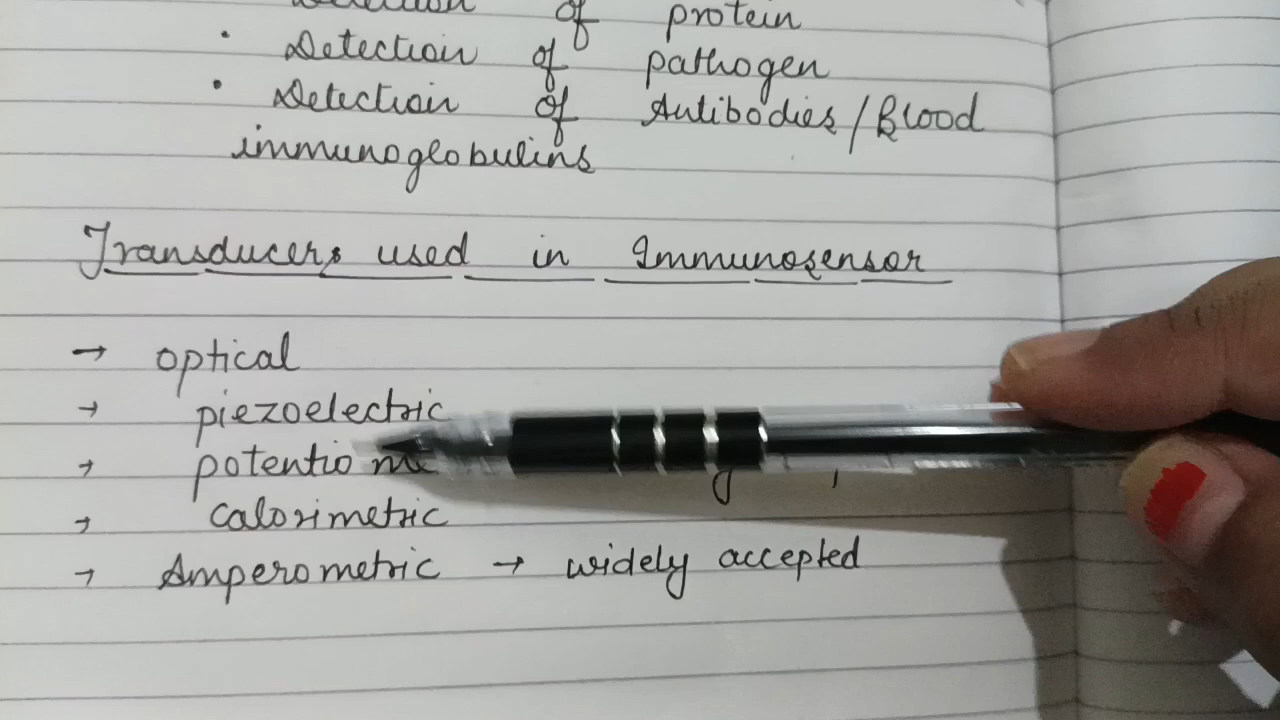 Detection of protein
• Detection of pathogen
• Detection of Antibodies/Blood
immunoglobulins
Transducers used in Immunosensor
→ optical
→ piezoelectric
→
→ Calorimetric
→ Amperometric → widely accepted